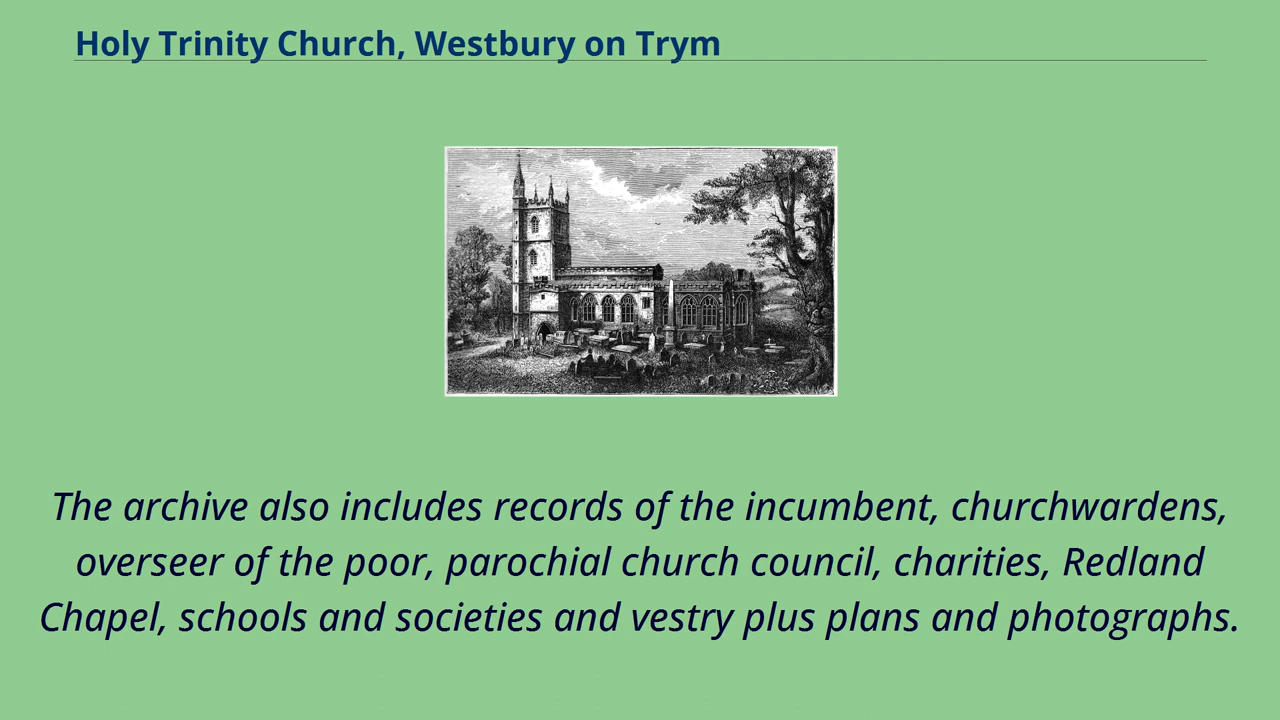 Holy Trinity Church, Westbury on Trym
The archive also includes records of the incumbent, churchwardens,
overseer of the poor, parochial church council, charities, Redland
Chapel, schools and societies and vestry plus plans and photographs.